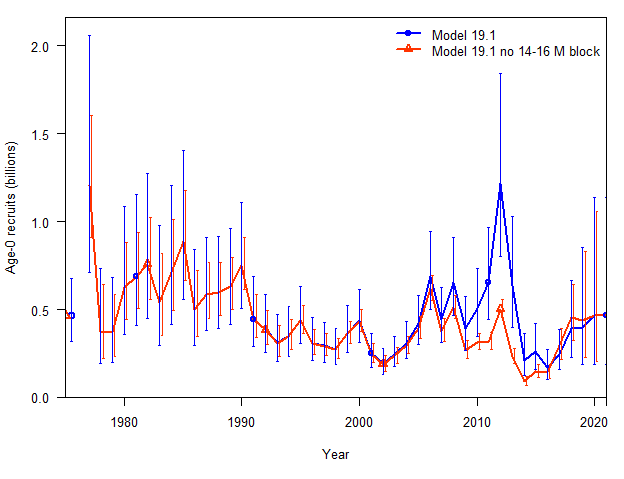 Model 19.1
Model 19.1 no 14-16 M block
2.0
1.5
1.0
0.5
0.0
Age-0 recruits (billions)
1980 1990 2000 2010 2020
Year